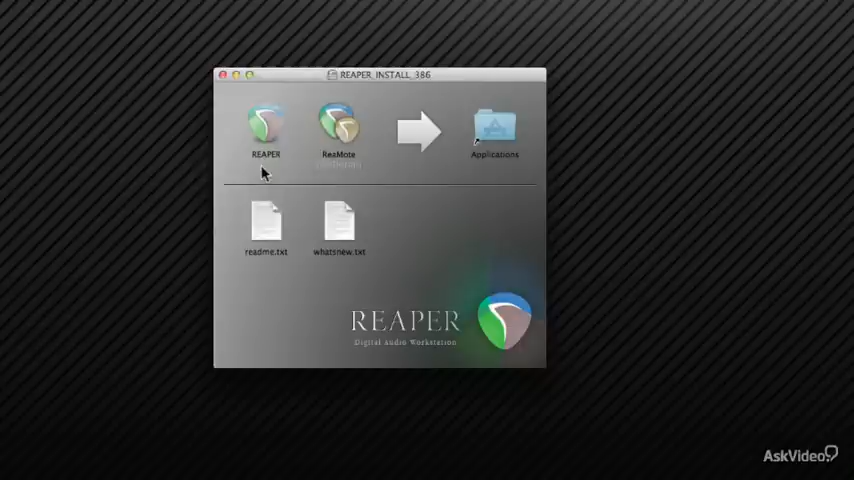 REAPER_INSTALL_386
REAPER
ReaMote
Applications
readme.txt
whatsnew.txt
REAPER
Digital Audio Workstation
AskVideo